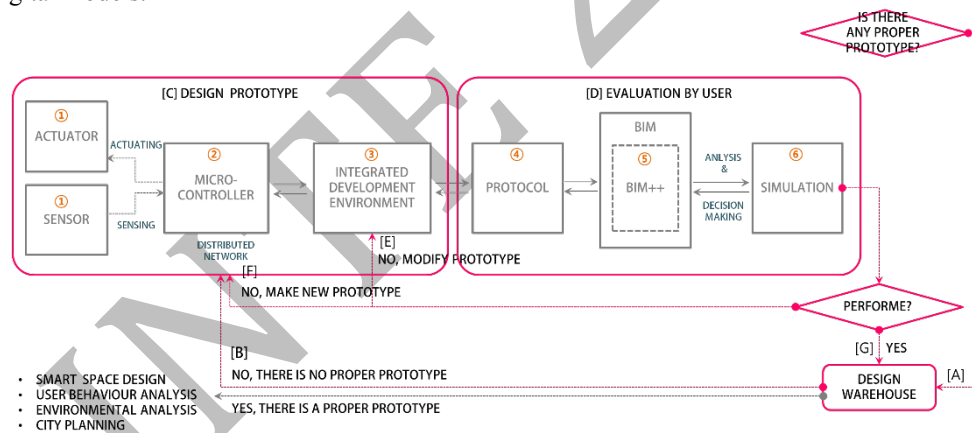 gital models.
IS THERE
ANY PROPER
PROTOTYPE?
[C] DESIGN PROTOTYPE
[D] EVALUATION BY USER
①
ACTUATOR
ACTUATING
①
SENSOR
SENSING
②
MICRO-
CONTROLLER
DISTRIBUTED
NETWORK
③
INTEGRATED
DEVELOPMENT
ENVIRONMENT
④
PROTOCOL
BIM
⑤
BIM++
ANLYSIS
&
DECISION
MAKING
⑥
SIMULATION
[E]
NO, MODIFY PROTOTYPE
[F]
NO, MAKE NEW PROTOTYPE
PERFORME?
[G] YES
[B]
NO, THERE IS NO PROPER PROTOTYPE
DESIGN
WAREHOUSE
[A]
YES, THERE IS A PROPER PROTOTYPE
• SMART SPACE DESIGN
• USER BEHAVIOUR ANALYSIS
• ENVIRONMENTAL ANALYSIS
• CITY PLANNING